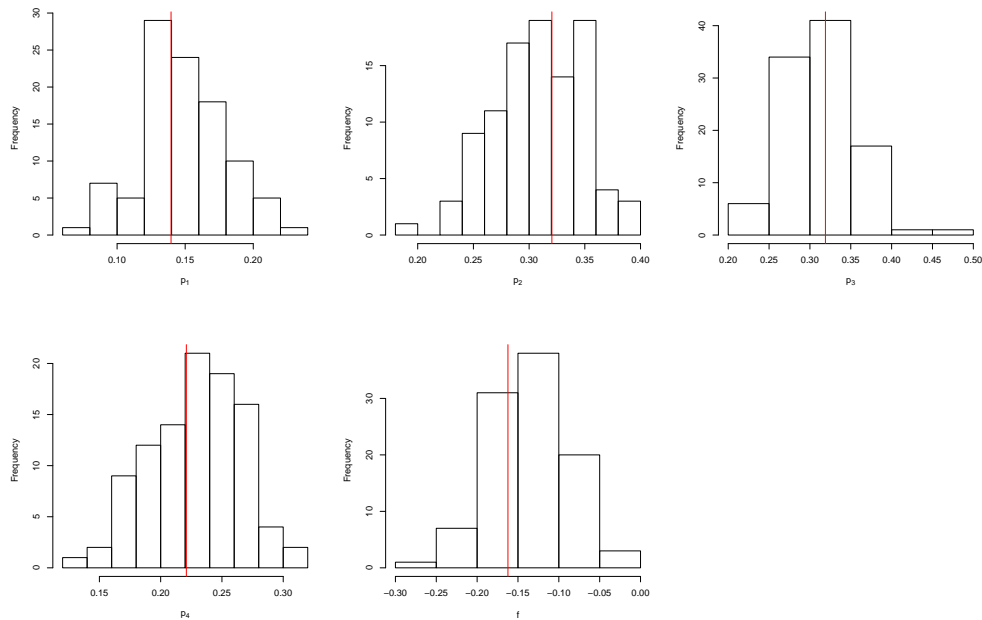 Frequency
0 5 10 15 20 25 30
0.10 0.15 0.20
p₁
Frequency
0 5 10 15
0.20 0.25 0.30 0.35 0.40
p₂
Frequency
0 10 20 30 40
0.20 0.25 0.30 0.35 0.40 0.45 0.50
p₃
Frequency
0 5 10 15 20
0.15 0.20 0.25 0.30
p₄
Frequency
0 10 20 30
−0.30 −0.25 −0.20 −0.15 −0.10 −0.05 0.00
f